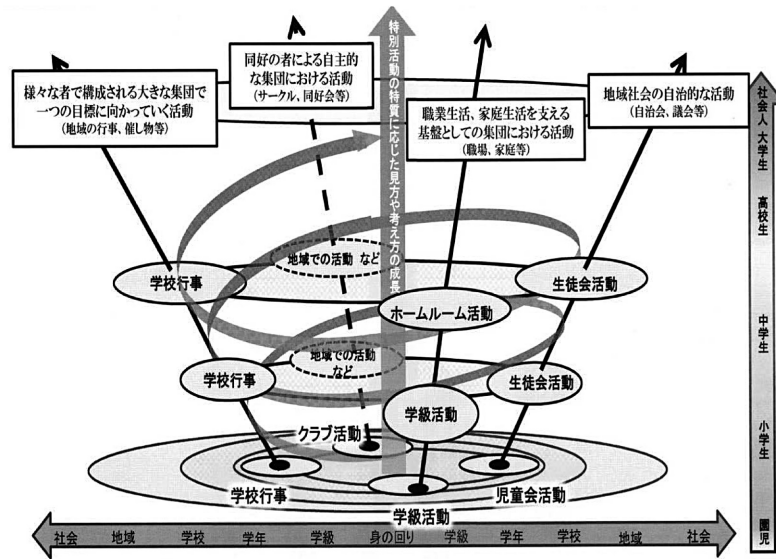 様々な者で構成される大きな集団で
一つの目標に向かっていく活動
(地域の行事、催し物等)
同好の者による自主的
な集団における活動
(サークル、同好会等)
特別活動の特質に応じた見方や考え方の成長
職業生活、家庭生活を支える
基盤としての集団における活動
(職場、家庭等)
地域社会の自治的な活動
(自治会、議会等)
社会人
大学生
高校生
中学生
小学生
園児
学校行事
地域での活動 など
ホームルーム活動
生徒会活動
学校行事
地域での活動
など
学級活動
生徒会活動
クラブ活動
学校行事
学級活動
児童会活動
社会 地域 学校 学年 学級 身の回り 学級 学年 学校 地域 社会